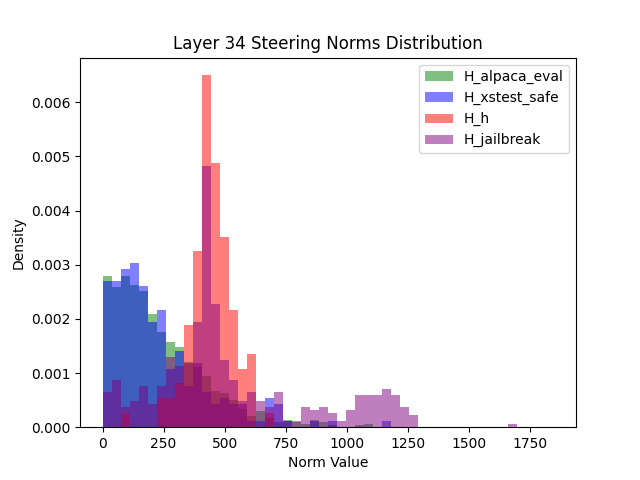 Layer 34 Steering Norms Distribution
H_alpaca_eval
H_xstest_safe
H_h
H_jailbreak
0.006
0.005
0.004
0.003
0.002
0.001
0.000
Density
0 250 500 750 1000 1250 1500 1750
Norm Value